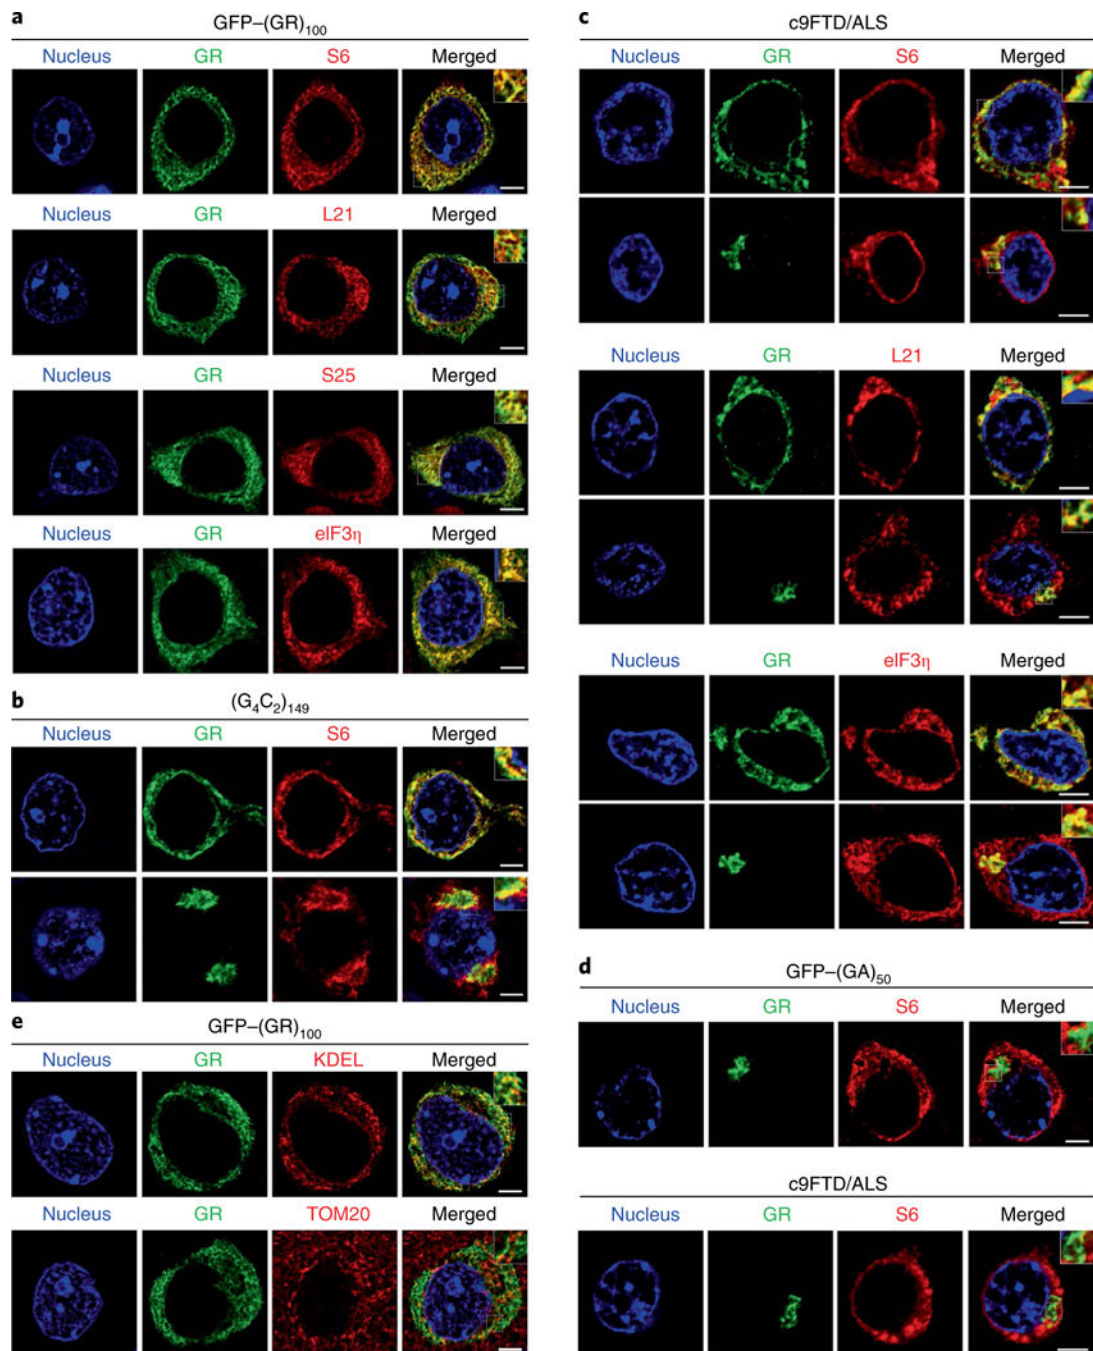 a
GFP–(GR)100
Nucleus GR S6 Merged
Nucleus GR L21 Merged
Nucleus GR S25 Merged
Nucleus GR eIF3η Merged
b
(G4C2)149
Nucleus GR S6 Merged
e
GFP–(GR)100
Nucleus GR KDEL Merged
Nucleus GR TOM20 Merged
c
c9FTD/ALS
Nucleus GR S6 Merged
Nucleus GR L21 Merged
Nucleus GR eIF3η Merged
d
GFP–(GA)50
Nucleus GR S6 Merged
c9FTD/ALS
Nucleus GR S6 Merged